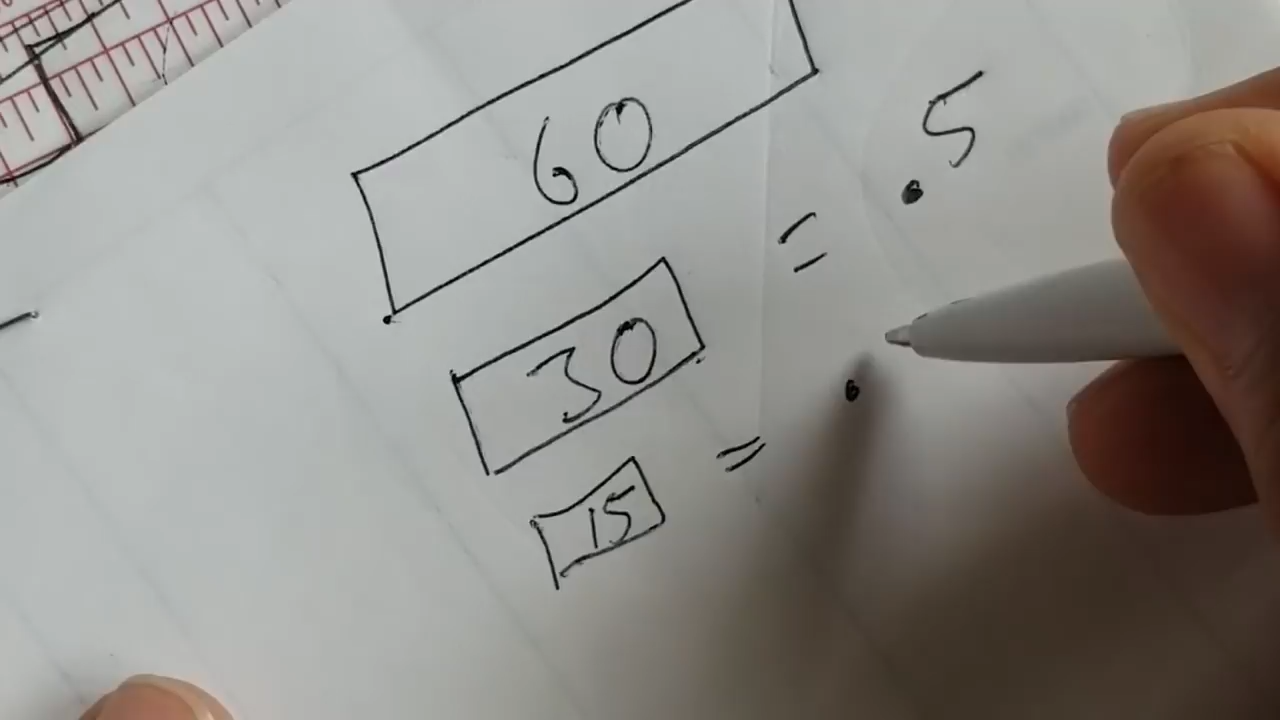 60
30 = .5
15 = .